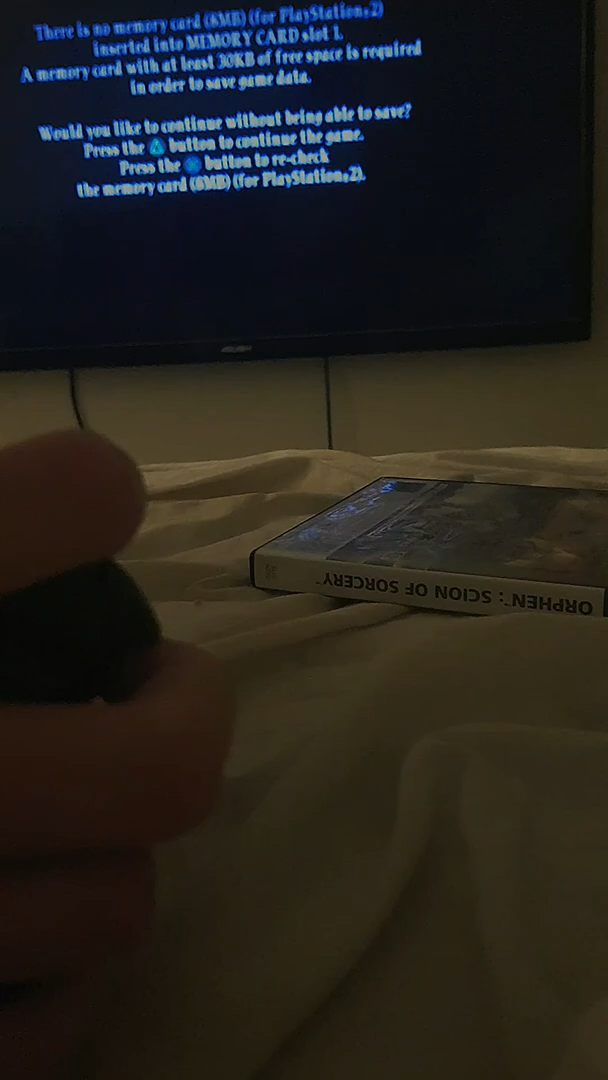 There is no memory card (8MB) (for PlayStation®2)
inserted into MEMORY CARD slot 1.
A memory card with at least 30KB of free space is required
in order to save game data.
Would you like to continue without being able to save?
Press the △ button to continue the game.
Press the ✕ button to re-check
the memory card (8MB) (for PlayStation®2).
ORPHEN™: SCION OF SORCERY™